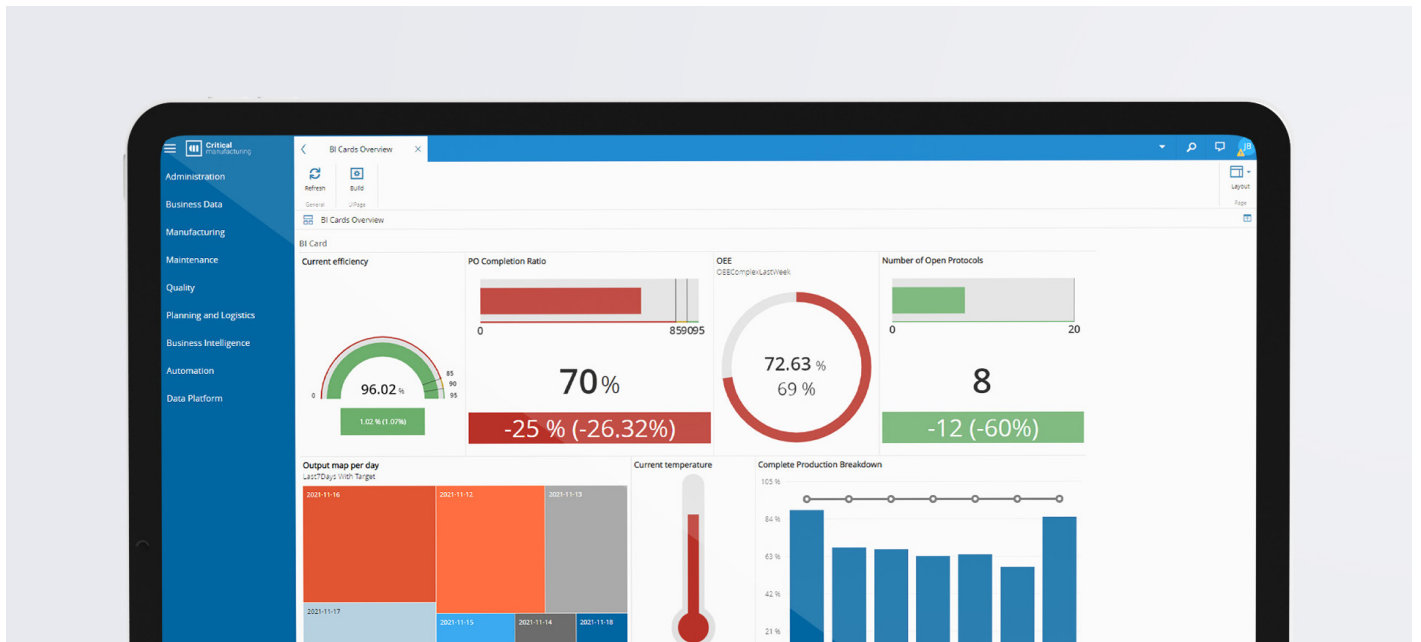 Critical
manufacturing
BI Cards Overview
JB
Administration
Business Data
Manufacturing
Maintenance
Quality
Planning and Logistics
Business Intelligence
Automation
Data Platform
Refresh
Build
Layout
General
UIPage
Page
BI Cards Overview
BI Card
Current efficiency
0
85
90
95
96.02 %
1.02 % (1.07%)
PO Completion Ratio
0
859095
70%
-25 % (-26.32%)
OEE
OEEComplexLastWeek
72.63 %
69 %
Number of Open Protocols
0
20
8
-12 (-60%)
Output map per day
Last7Days With Target
2021-11-16
2021-11-12
2021-11-13
2021-11-17
2021-11-15
2021-11-14
2021-11-18
Current temperature
Complete Production Breakdown
105 %
84 %
63 %
42 %
21 %